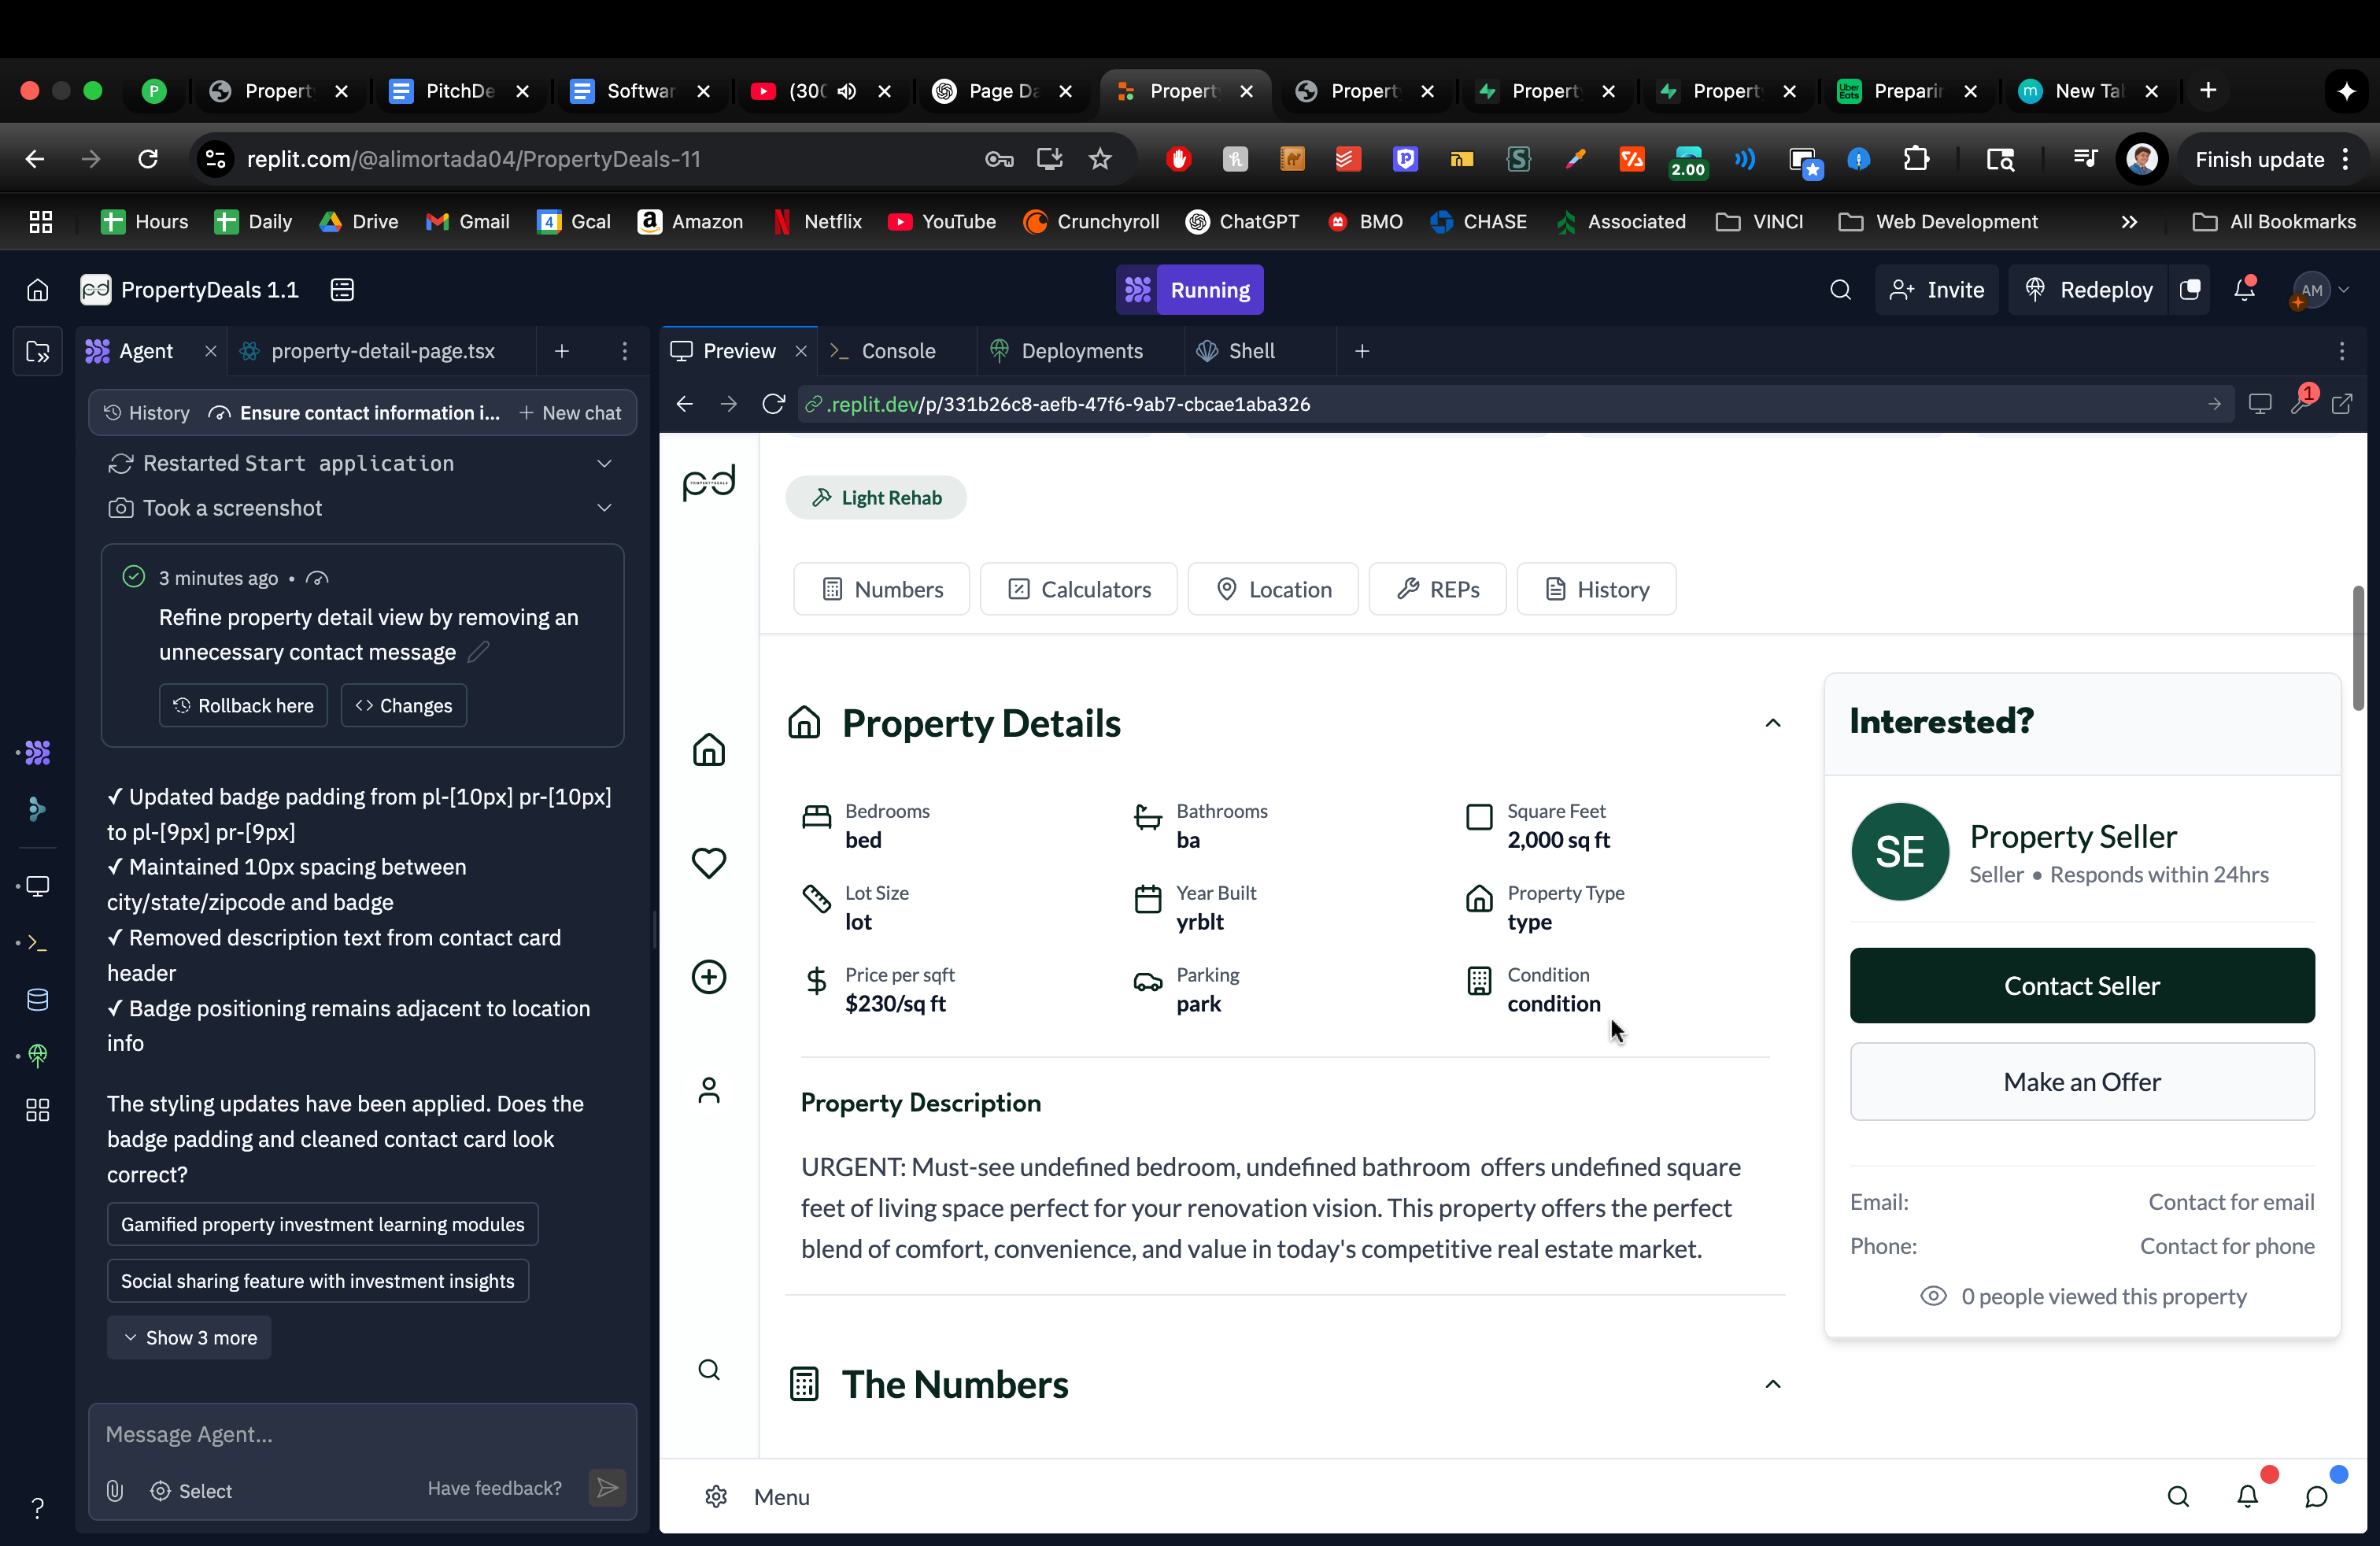 P
Propert
PitchDe
Softwar
(300
Page Da
Propert
Propert
Propert
Propert
Uber Eats
Preparin
m
New Tab
replit.com/@alimortada04/PropertyDeals-11
2.00
Finish update
Hours
Daily
Drive
Gmail
4
Gcal
Amazon
Netflix
YouTube
Crunchyroll
ChatGPT
BMO
CHASE
Associated
VINCI
Web Development
All Bookmarks
pd
PropertyDeals 1.1
Running
Invite
Redeploy
AM
Agent
property-detail-page.tsx
Preview
Console
Deployments
Shell
History
Ensure contact information i...
New chat
.replit.dev/p/331b26c8-aefb-47f6-9ab7-cbcae1aba326
1
Restarted Start application
Took a screenshot
3 minutes ago •
Refine property detail view by removing an
unnecessary contact message
Rollback here
Changes
✓ Updated badge padding from pl-[10px] pr-[10px]
to pl-[9px] pr-[9px]
✓ Maintained 10px spacing between
city/state/zipcode and badge
✓ Removed description text from contact card
header
✓ Badge positioning remains adjacent to location
info
The styling updates have been applied. Does the
badge padding and cleaned contact card look
correct?
Gamified property investment learning modules
Social sharing feature with investment insights
Show 3 more
Message Agent...
Select
Have feedback?
pd
Light Rehab
Numbers
Calculators
Location
REPs
History
Property Details
Bedrooms
bed
Bathrooms
ba
Square Feet
2,000 sq ft
Lot Size
lot
Year Built
yrblt
Property Type
type
Price per sqft
$230/sq ft
Parking
park
Condition
condition
Property Description
URGENT: Must-see undefined bedroom, undefined bathroom offers undefined square
feet of living space perfect for your renovation vision. This property offers the perfect
blend of comfort, convenience, and value in today's competitive real estate market.
The Numbers
Interested?
SE
Property Seller
Seller • Responds within 24hrs
Contact Seller
Make an Offer
Email:
Contact for email
Phone:
Contact for phone
0 people viewed this property
Menu